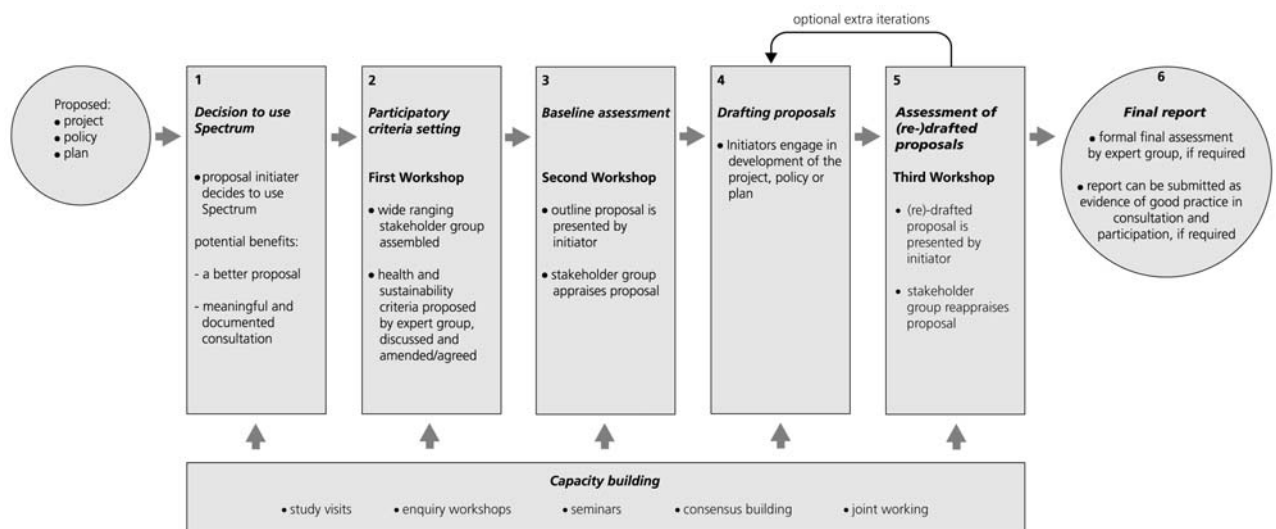 optional extra iterations
Proposed:
• project
• policy
• plan
1
Decision to use
Spectrum
•proposal initiater
decides to use
Spectrum
potential benefits:
- a better proposal
- meaningful and
documented
consultation
2
Participatory
criteria setting
First Workshop
• wide ranging
stakeholder group
assembled
• health and
sustainability
criteria proposed
by expert group,
discussed and
amended/agreed
3
Baseline assessment
Second Workshop
• outline proposal is
presented by
initiator
• stakeholder group
appraises proposal
4
Drafting proposals
• Initiators engage in
development of the
project, policy or
plan
5
Assessment of
(re-)drafted
proposals
Third Workshop
• (re)-drafted
proposal is
presented by
initiator
• stakeholder
group reappraises
proposal
6
Final report
• formal final assessment
by expert group, if required
• report can be submitted as
evidence of good practice in
consultation and
participation, if required
Capacity building
• study visits • enquiry workshops • seminars • consensus building • joint working